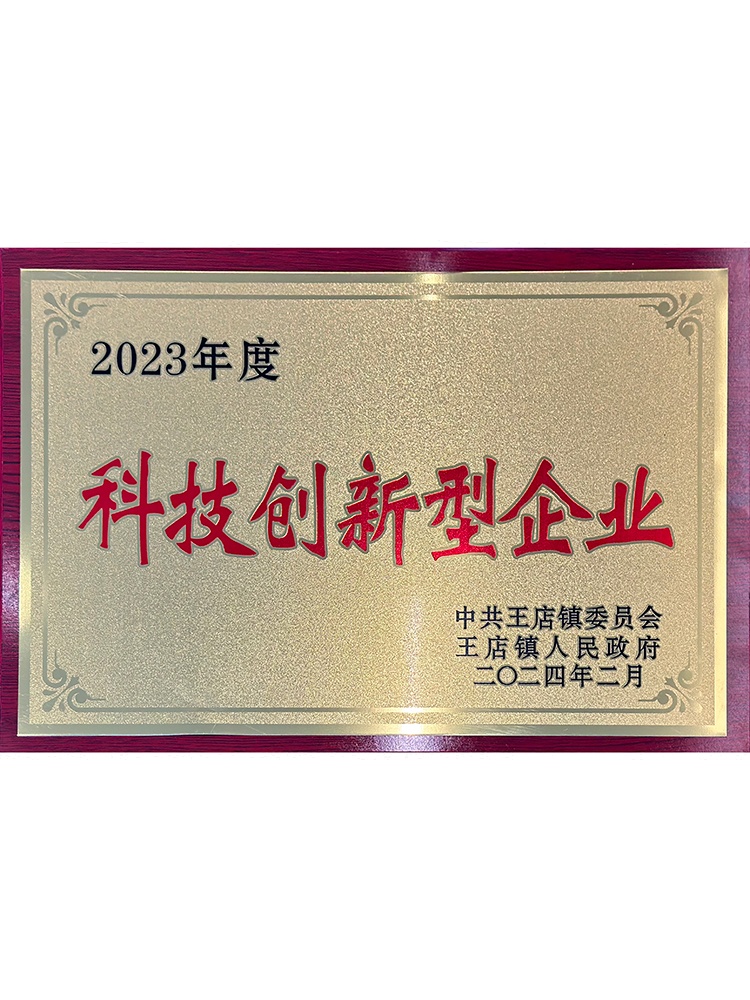 2023年度
科技创新型企业
中共王店镇委员会
王店镇人民政府
二〇二四年二月